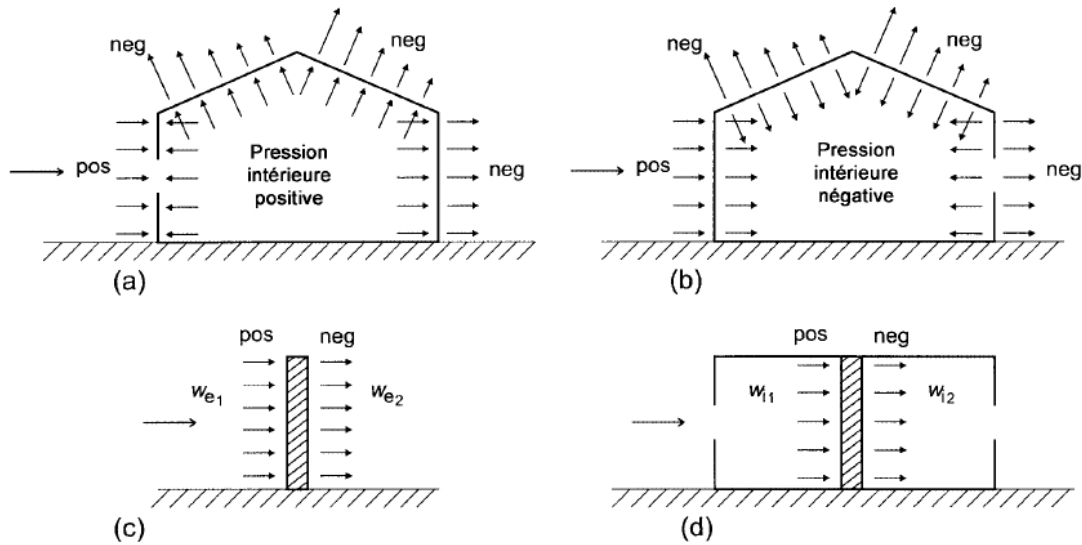 neg
neg
pos
Pression
intérieure
positive
neg
(a)
neg
neg
pos
Pression
intérieure
négative
neg
(b)
pos
neg
we1
we2
(c)
pos
neg
wi1
wi2
(d)